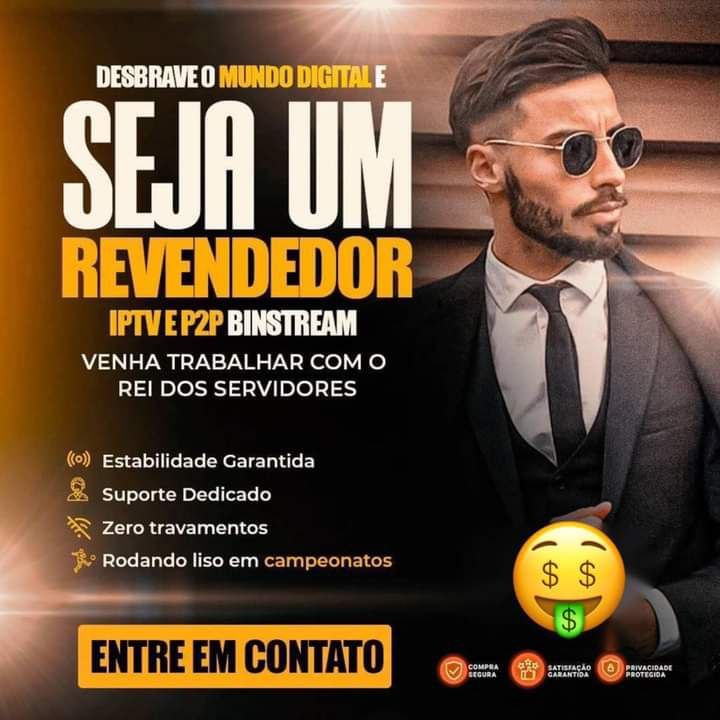 DESBRAVE O MUNDO DIGITAL E
SEJA UM
REVENDEDOR
IPTV E P2P BINSTREAM
VENHA TRABALHAR COM O
REI DOS SERVIDORES
Estabilidade Garantida
Suporte Dedicado
Zero travamentos
Rodando liso em campeonatos
ENTRE EM CONTATO
COMPRA
SEGURA
SATISFAÇÃO
GARANTIDA
PRIVACIDADE
PROTEGIDA
$ $
$